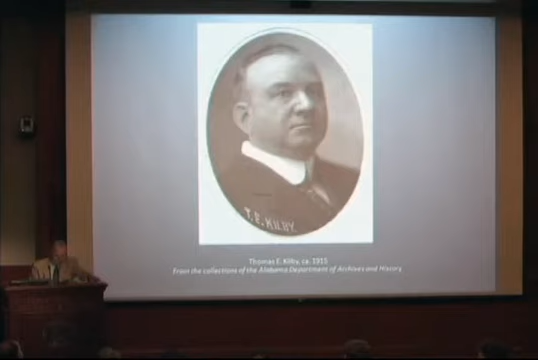 T. E. KILBY.
Thomas E. Kilby, ca. 1915
From the collections of the Alabama Department of Archives and History.